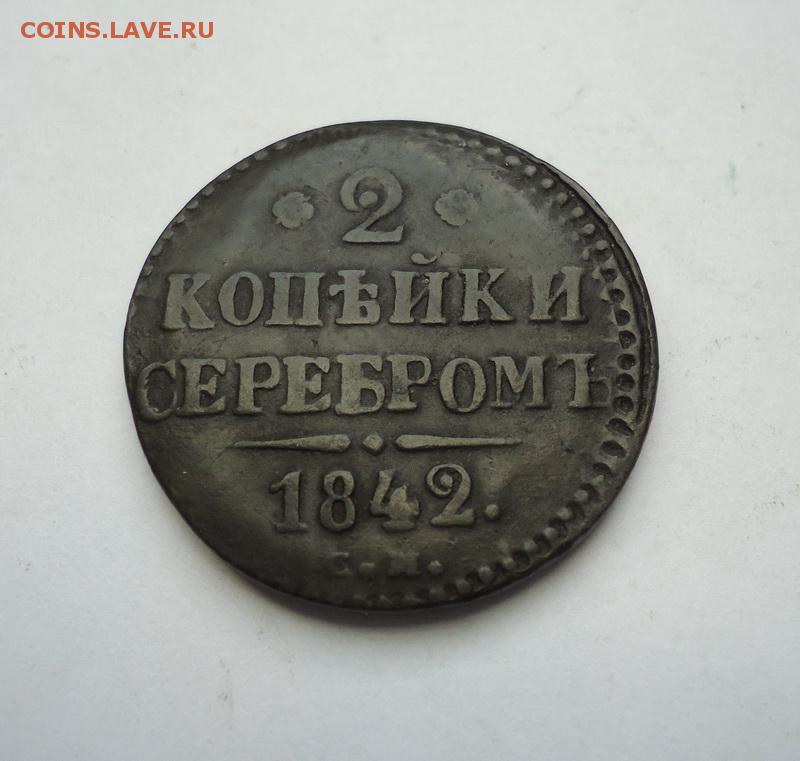 COINS.LAVE.RU
2
КОПѢЙКИ
СЕРЕБРОМЪ
1842.
С.М.